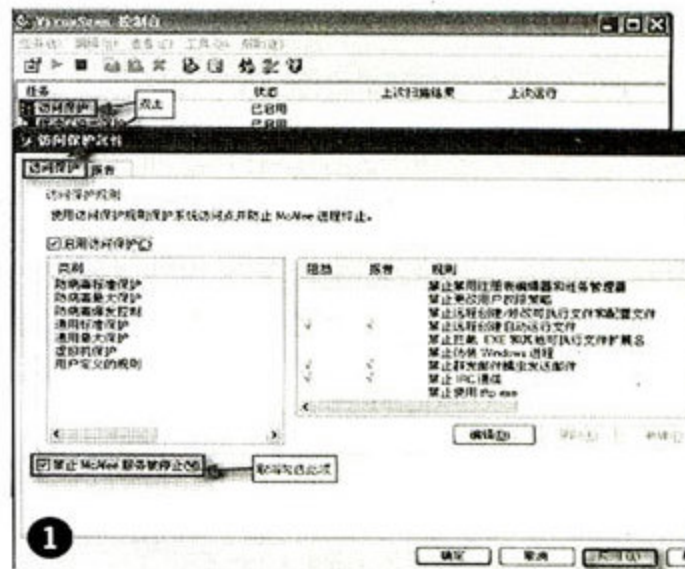 VirusScan 控制台
任务 状态 上次扫描结果 上次运行
访问保护 已启用
点击
已启用
访问保护属性
访问保护 报告
访问保护规则
使用访问保护规则保护系统访问点并防止 McAfee 进程终止。
启用访问保护(C)
类别
防病毒标准保护
防病毒最大保护
防病毒爆发控制
通用标准保护
通用最大保护
虚拟机保护
用户定义的规则
阻挡 报告 规则
禁止禁用注册表编辑器和任务管理器
禁止更改用户权限策略
禁止远程创建/修改可执行文件和配置文件
禁止远程创建自动运行文件
禁止拦截 .EXE 和其他可执行文件扩展名
禁止伪装 Windows 进程
禁止群发邮件蠕虫发送邮件
禁止 IRC 通信
禁止使用 tftp.exe
编辑(D)
禁止 McAfee 服务被停止(M)
取消勾选此项
1
确定 取消 应用(A)